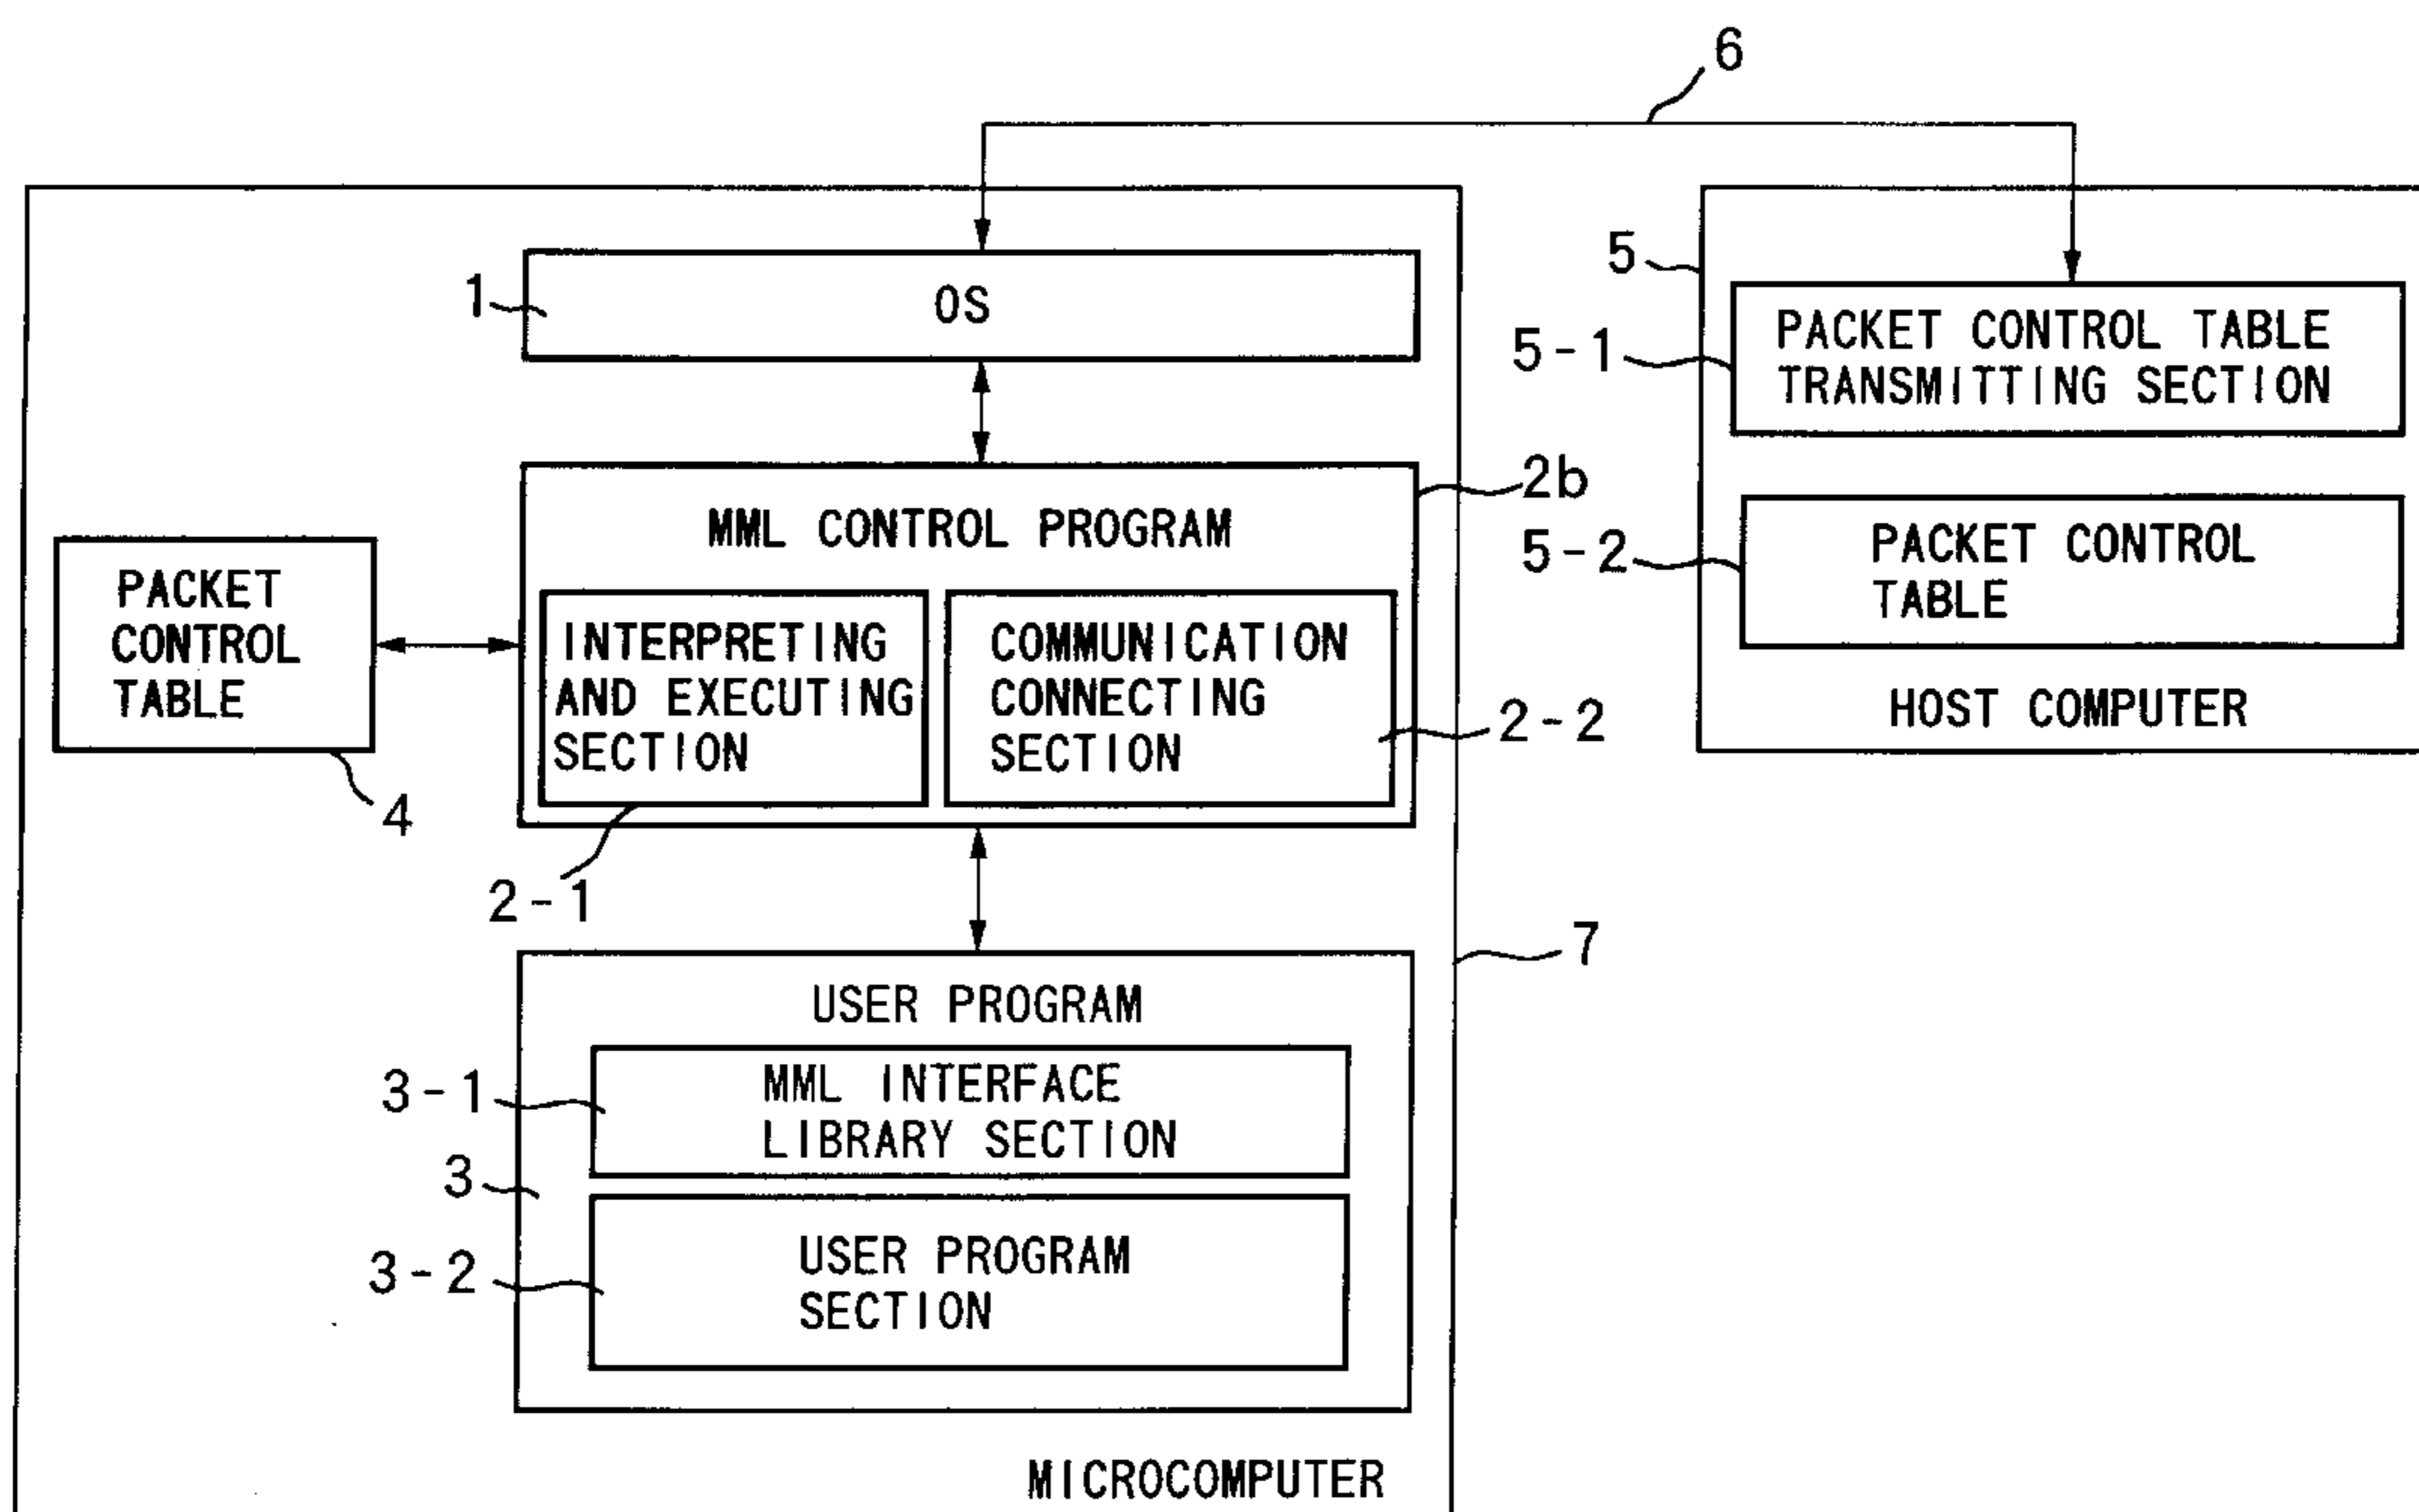 6
1
OS
5
5-1
PACKET CONTROL TABLE
TRANSMITTING SECTION
2b
MML CONTROL PROGRAM
5-2
PACKET CONTROL
TABLE
PACKET
CONTROL
TABLE
INTERPRETING
AND EXECUTING
SECTION
COMMUNICATION
CONNECTING
SECTION
2-2
HOST COMPUTER
4
2-1
7
USER PROGRAM
3-1
MML INTERFACE
LIBRARY SECTION
3
3-2
USER PROGRAM
SECTION
MICROCOMPUTER